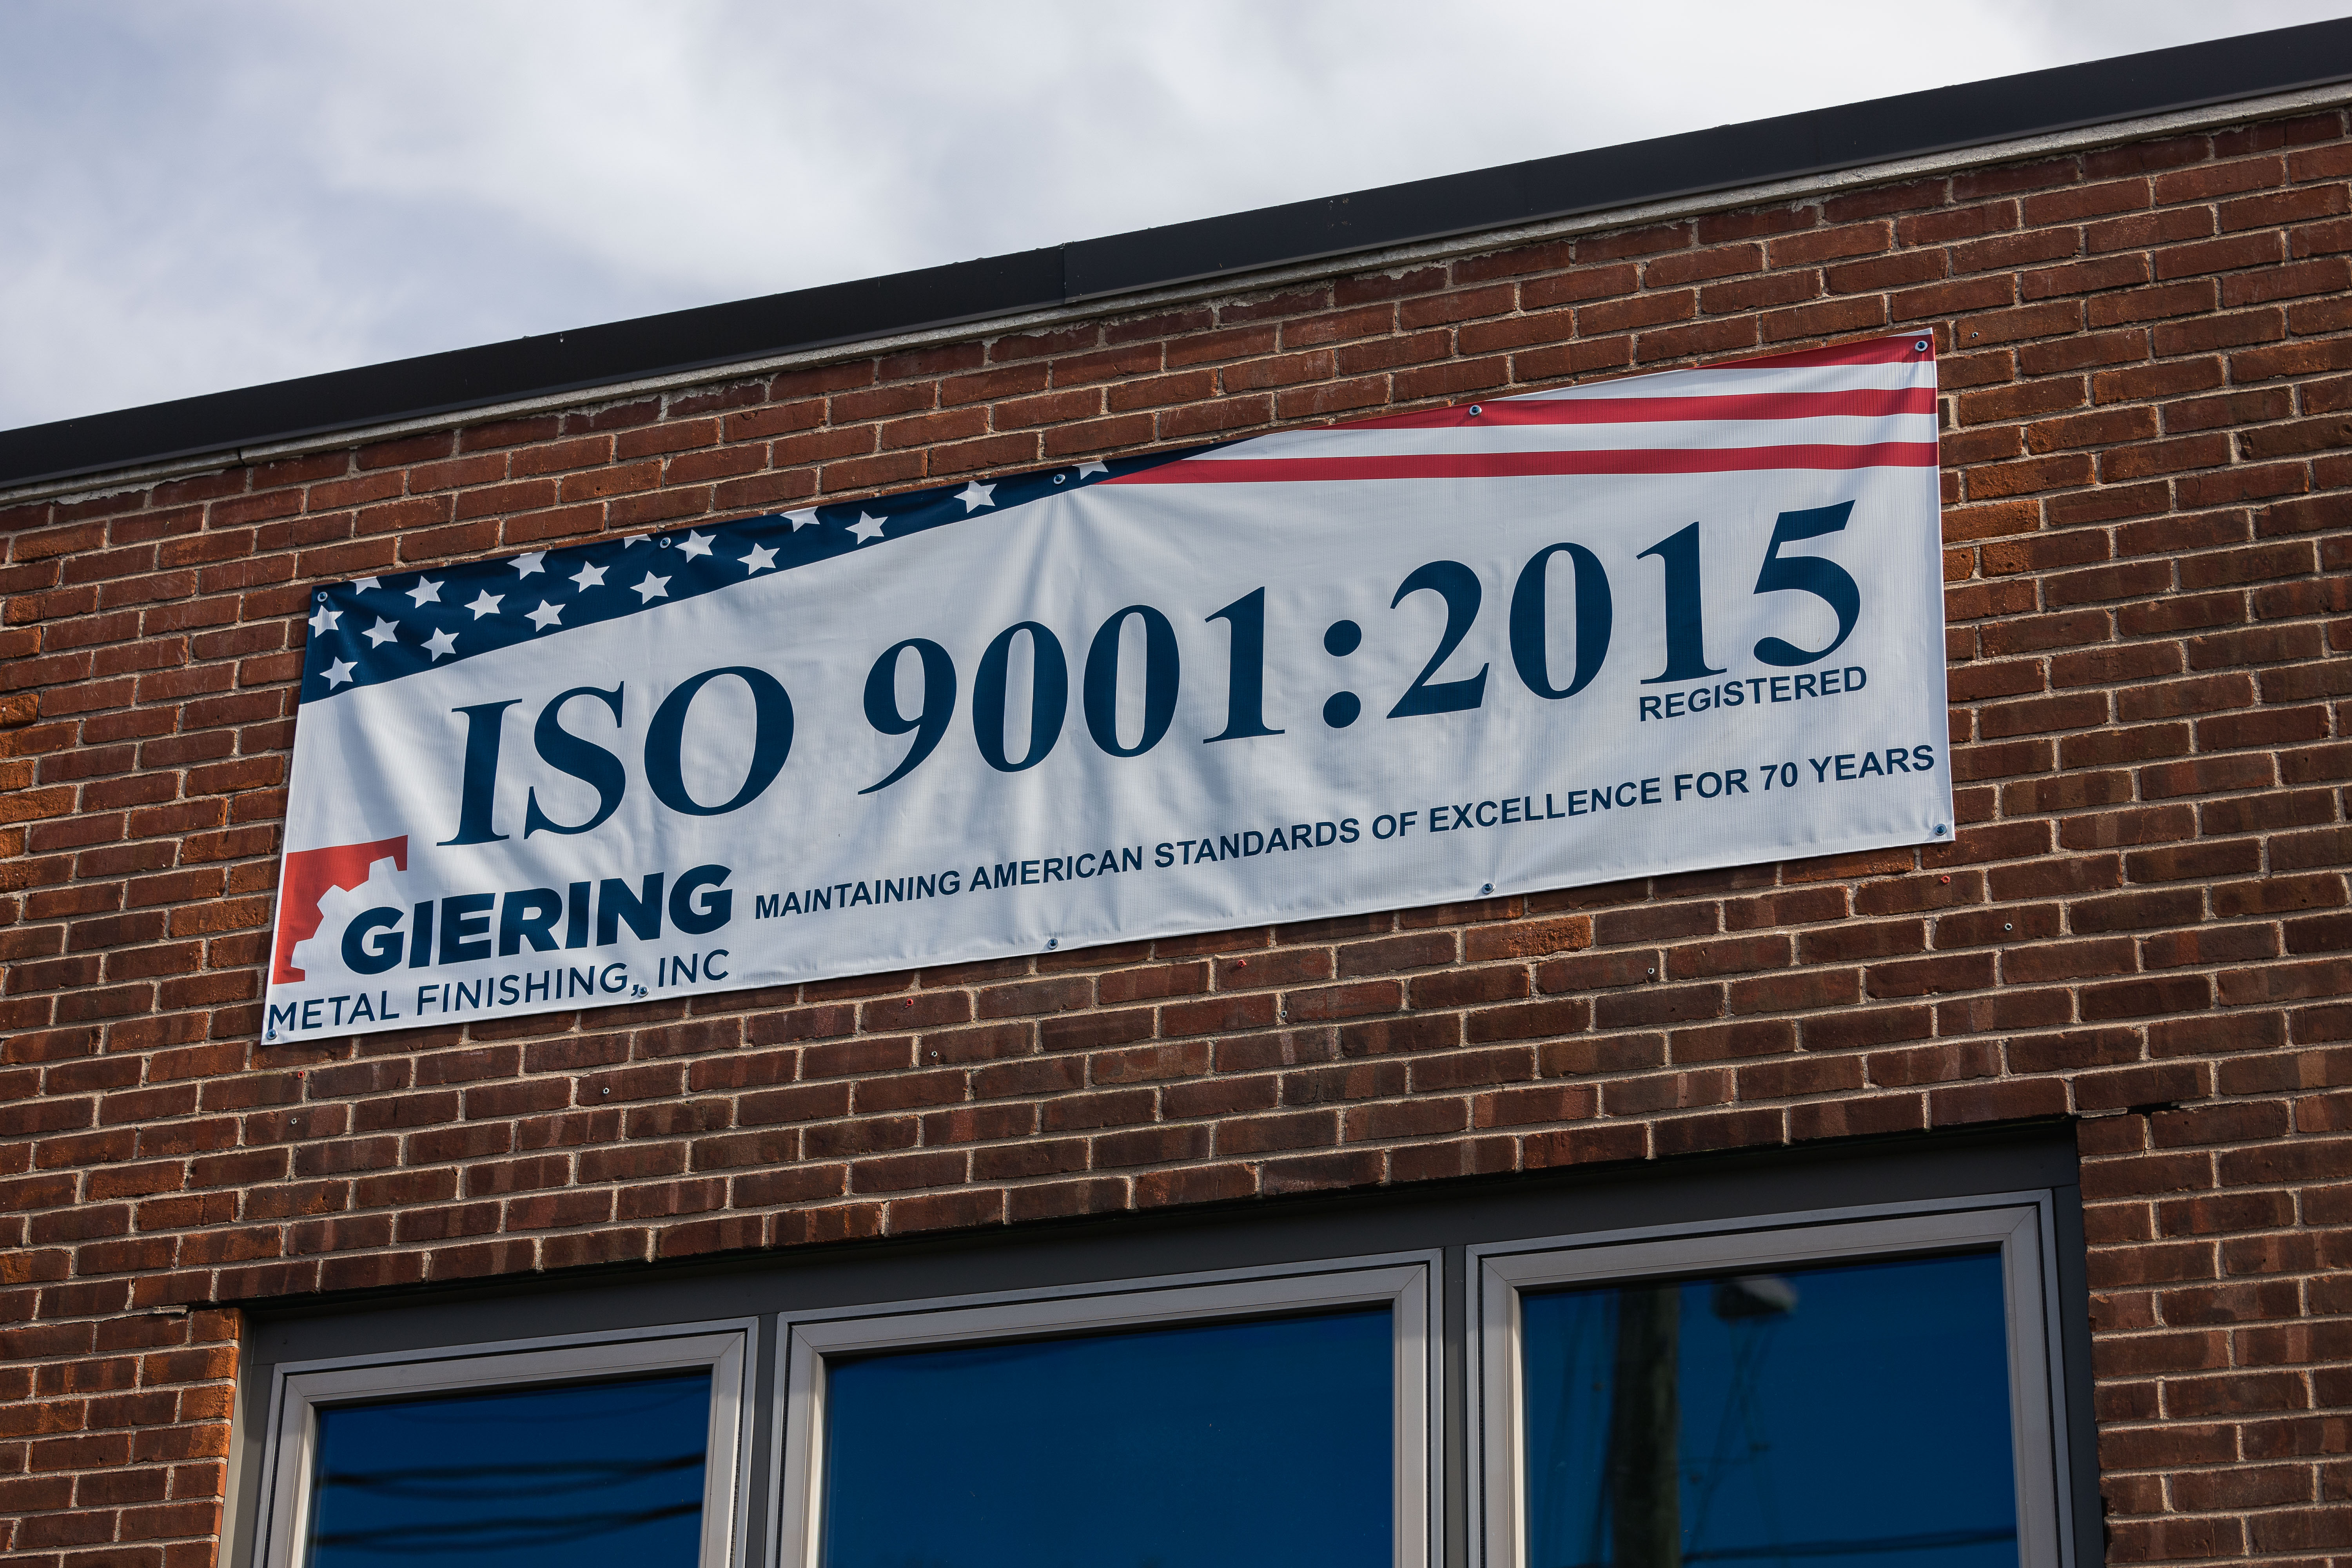 ISO 9001:2015
REGISTERED
GIERING
METAL FINISHING, INC
MAINTAINING AMERICAN STANDARDS OF EXCELLENCE FOR 70 YEARS